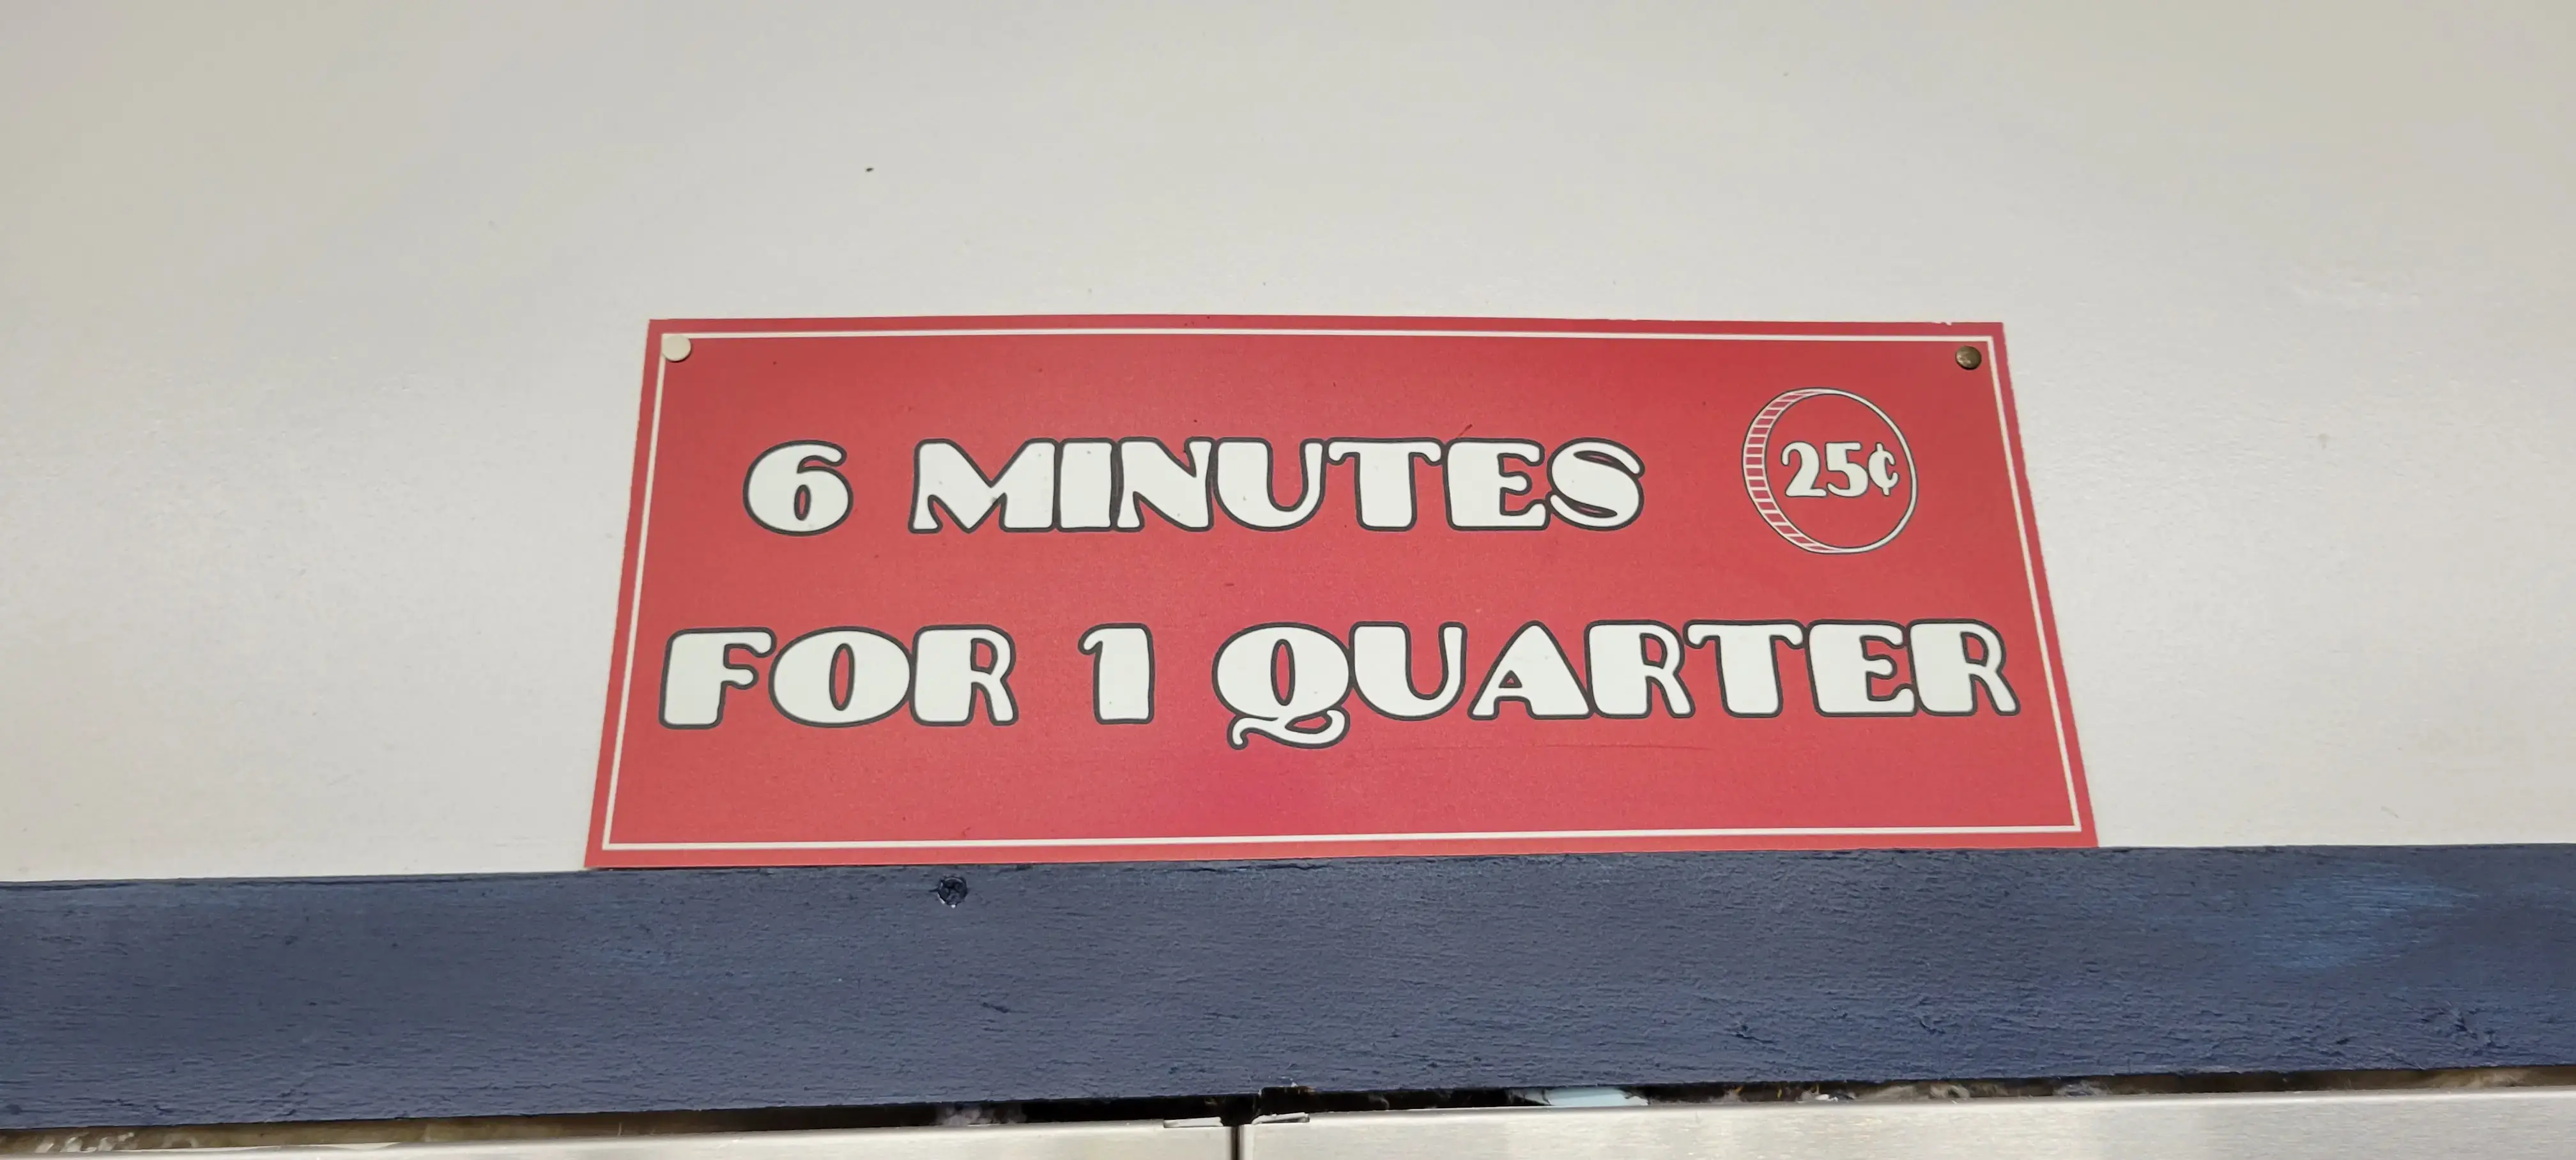 6 MINUTES
25¢
FOR 1 QUARTER